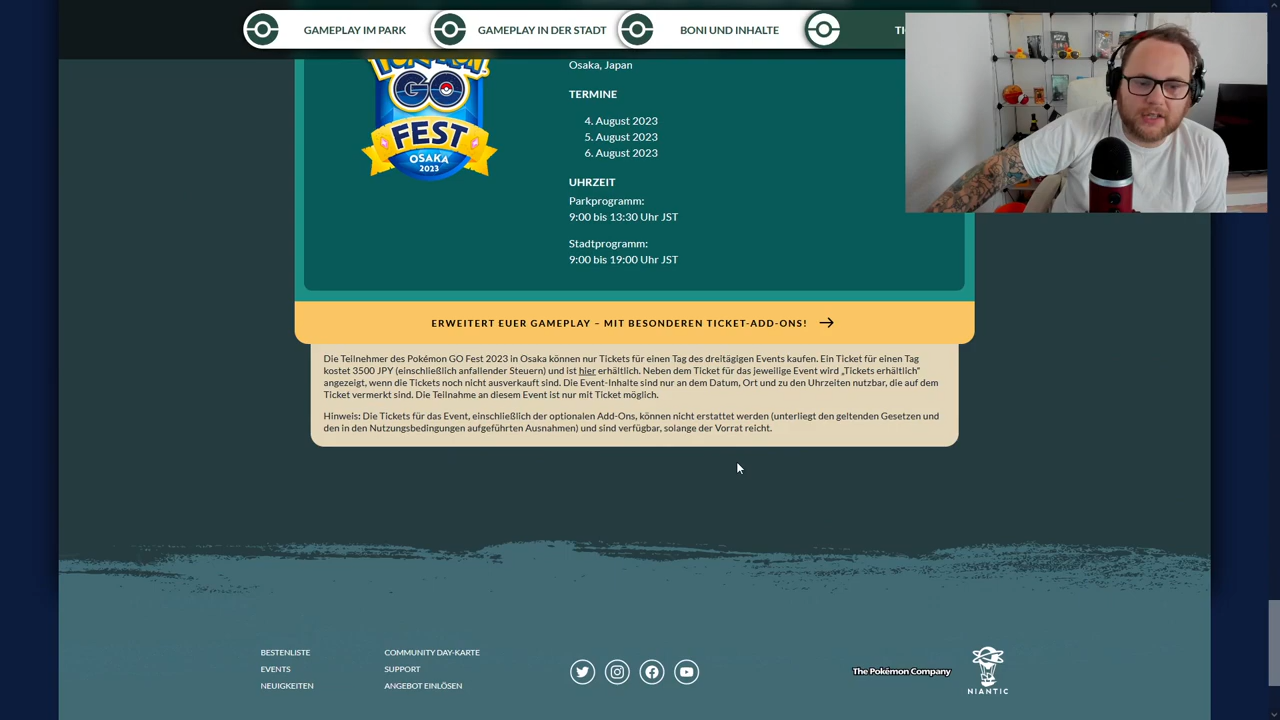 GAMEPLAY IM PARK
GAMEPLAY IN DER STADT
BONI UND INHALTE
GO
FEST
OSAKA
2023
Osaka, Japan
TERMINE
4. August 2023
5. August 2023
6. August 2023
UHRZEIT
Parkprogramm:
9:00 bis 13:30 Uhr JST
Stadtprogramm:
9:00 bis 19:00 Uhr JST
ERWEITERT EUER GAMEPLAY – MIT BESONDEREN TICKET-ADD-ONS!
Die Teilnehmer des Pokémon GO Fest 2023 in Osaka können nur Tickets für einen Tag des dreitägigen Events kaufen. Ein Ticket für einen Tag
kostet 3500 JPY (einschließlich anfallender Steuern) und ist hier erhältlich. Neben dem Ticket für das jeweilige Event wird „Tickets erhältlich"
angezeigt, wenn die Tickets noch nicht ausverkauft sind. Die Event-Inhalte sind nur an dem Datum, Ort und zu den Uhrzeiten nutzbar, die auf dem
Ticket vermerkt sind. Die Teilnahme an diesem Event ist nur mit Ticket möglich.
Hinweis: Die Tickets für das Event, einschließlich der optionalen Add-Ons, können nicht erstattet werden (unterliegt den geltenden Gesetzen und
den in den Nutzungsbedingungen aufgeführten Ausnahmen) und sind verfügbar, solange der Vorrat reicht.
BESTENLISTE
EVENTS
NEUIGKEITEN
COMMUNITY DAY-KARTE
SUPPORT
ANGEBOT EINLÖSEN
The Pokémon Company
NIANTIC